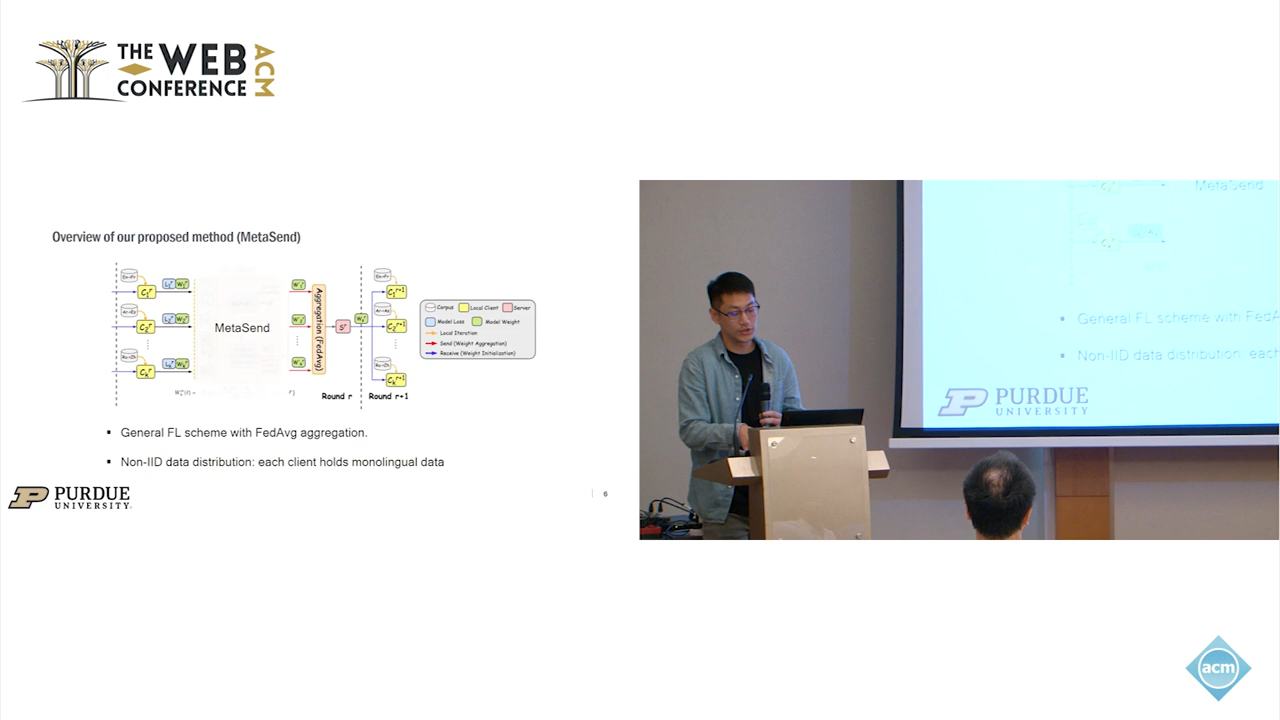 THE WEB CONFERENCE ACM
Overview of our proposed method (MetaSend)
MetaSend
Aggregation (FedAvg)
Round r
Round r+1
Corpus
Local Client
Server
Model Loss
Model Weight
Local Iteration
Send (Weight Aggregation)
Receive (Weight Initialization)
▪ General FL scheme with FedAvg aggregation.
▪ Non-IID data distribution: each client holds monolingual data
PURDUE
UNIVERSITY
6
MetaSend
▪ General FL scheme with FedA
▪ Non-IID data distribution: each
PURDUE
UNIVERSITY
acm